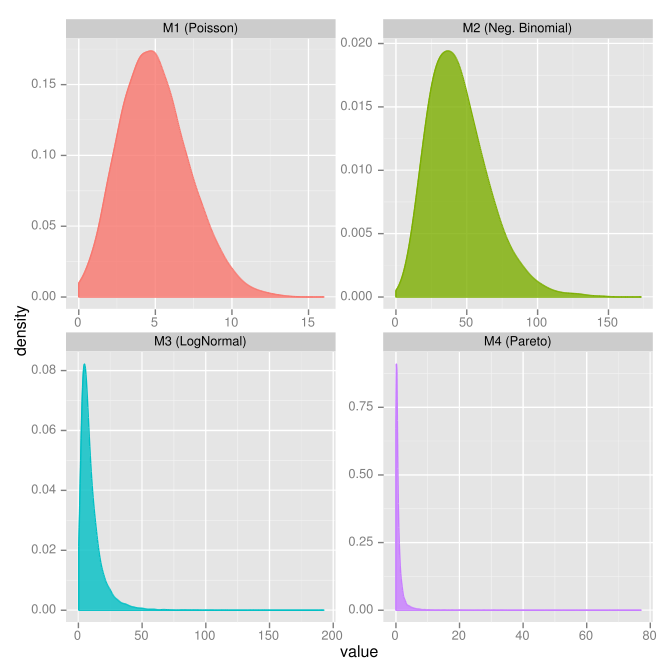 M1 (Poisson)
M2 (Neg. Binomial)
0.15
0.10
0.05
0.00
0.020
0.015
0.010
0.005
0.000
0 5 10 15
0 50 100 150
density
M3 (LogNormal)
M4 (Pareto)
0.08
0.06
0.04
0.02
0.00
0.75
0.50
0.25
0.00
0 50 100 150 200
0 20 40 60 80
value